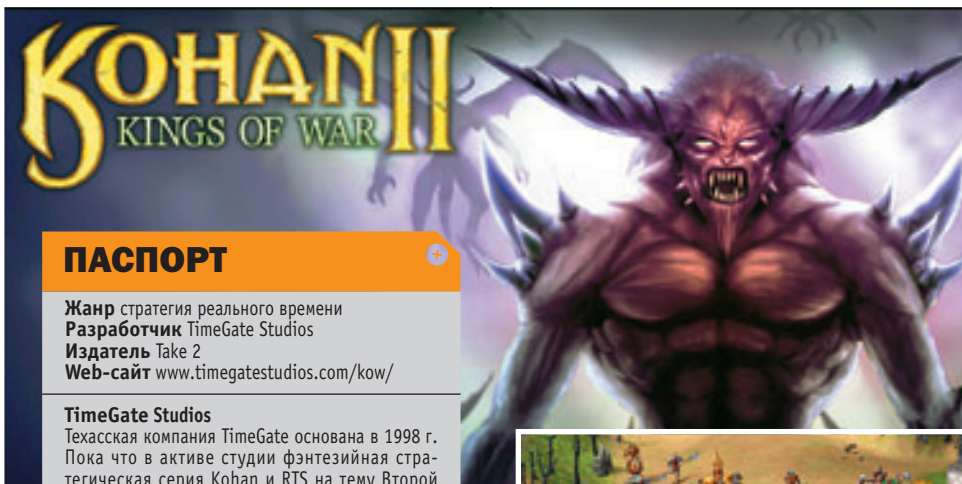 KOHAN II
KINGS OF WAR
ПАСПОРТ
Жанр стратегия реального времени
Разработчик TimeGate Studios
Издатель Take 2
Web-сайт www.timegatestudios.com/kow/
TimeGate Studios
Техасская компания TimeGate основана в 1998 г.
Пока что в активе студии фэнтезийная стра-
тегическая серия Kohan и RTS на тему Второй